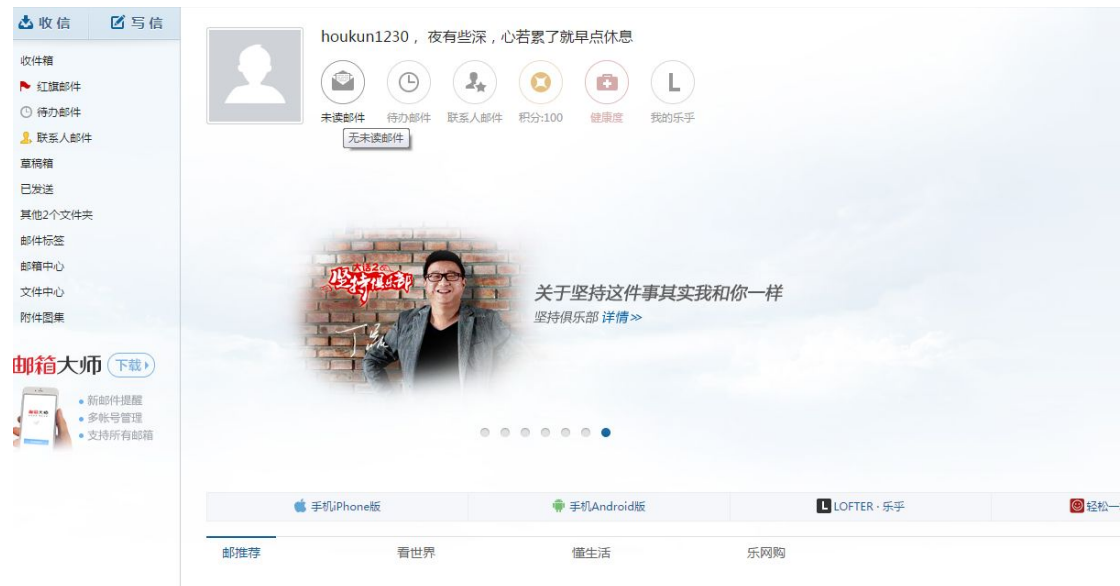 收信
写信
收件箱
红旗邮件
待办邮件
联系人邮件
草稿箱
已发送
其他2个文件夹
邮件标签
邮箱中心
文件中心
附件图集
邮箱大师
下载
新邮件提醒
多帐号管理
支持所有邮箱
houkun1230，夜有些深，心若累了就早点休息
L
未读邮件
待办邮件
联系人邮件
积分:100
健康度
我的乐乎
无未读邮件
大话2
坚持俱乐部
关于坚持这件事其实我和你一样
坚持俱乐部 详情>>
手机iPhone版
手机Android版
L LOFTER · 乐乎
轻松一
邮推荐
看世界
懂生活
乐网购